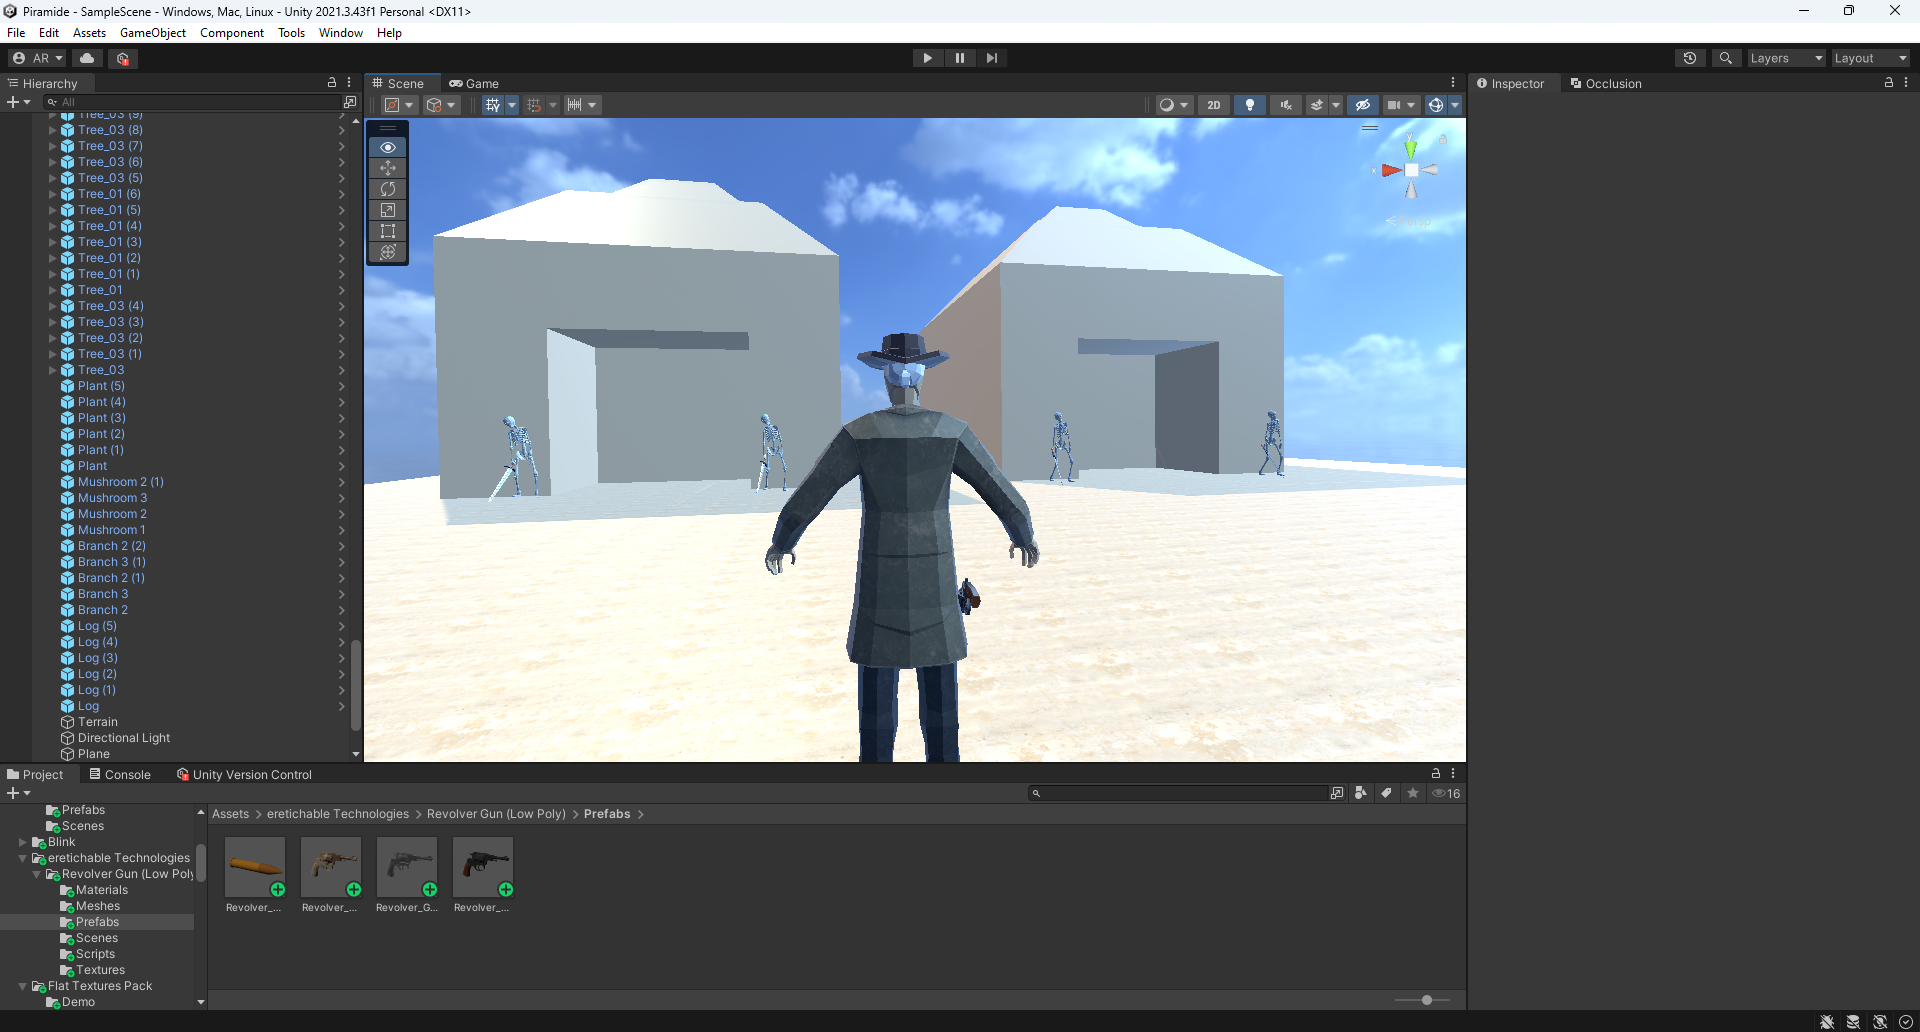 Piramide - SampleScene - Windows, Mac, Linux - Unity 2021.3.43f1 Personal <DX11>
File Edit Assets GameObject Component Tools Window Help
AR Layers Layout
Hierarchy
All
Tree_03 (9)
Tree_03 (8)
Tree_03 (7)
Tree_03 (6)
Tree_03 (5)
Tree_01 (6)
Tree_01 (5)
Tree_01 (4)
Tree_01 (3)
Tree_01 (2)
Tree_01 (1)
Tree_01
Tree_03 (4)
Tree_03 (3)
Tree_03 (2)
Tree_03 (1)
Tree_03
Plant (5)
Plant (4)
Plant (3)
Plant (2)
Plant (1)
Plant
Mushroom 2 (1)
Mushroom 3
Mushroom 2
Mushroom 1
Branch 2 (2)
Branch 3 (1)
Branch 2 (1)
Branch 3
Branch 2
Log (5)
Log (4)
Log (3)
Log (2)
Log (1)
Log
Terrain
Directional Light
Plane
Scene Game
2D
y
x
Persp
Inspector Occlusion
Project Console Unity Version Control
16
Prefabs
Scenes
Blink
eretichable Technologies
Revolver Gun (Low Poly
Materials
Meshes
Prefabs
Scenes
Scripts
Textures
Flat Textures Pack
Demo
Assets > eretichable Technologies > Revolver Gun (Low Poly) > Prefabs >
Revolver_... Revolver_... Revolver_G... Revolver_...